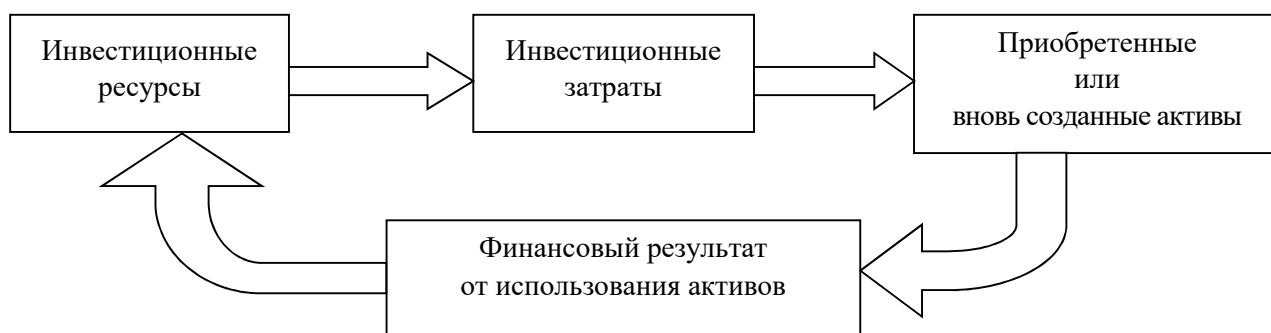 Инвестиционные
ресурсы
Инвестиционные
затраты
Приобретенные
или
вновь созданные активы
Финансовый результат
от использования активов